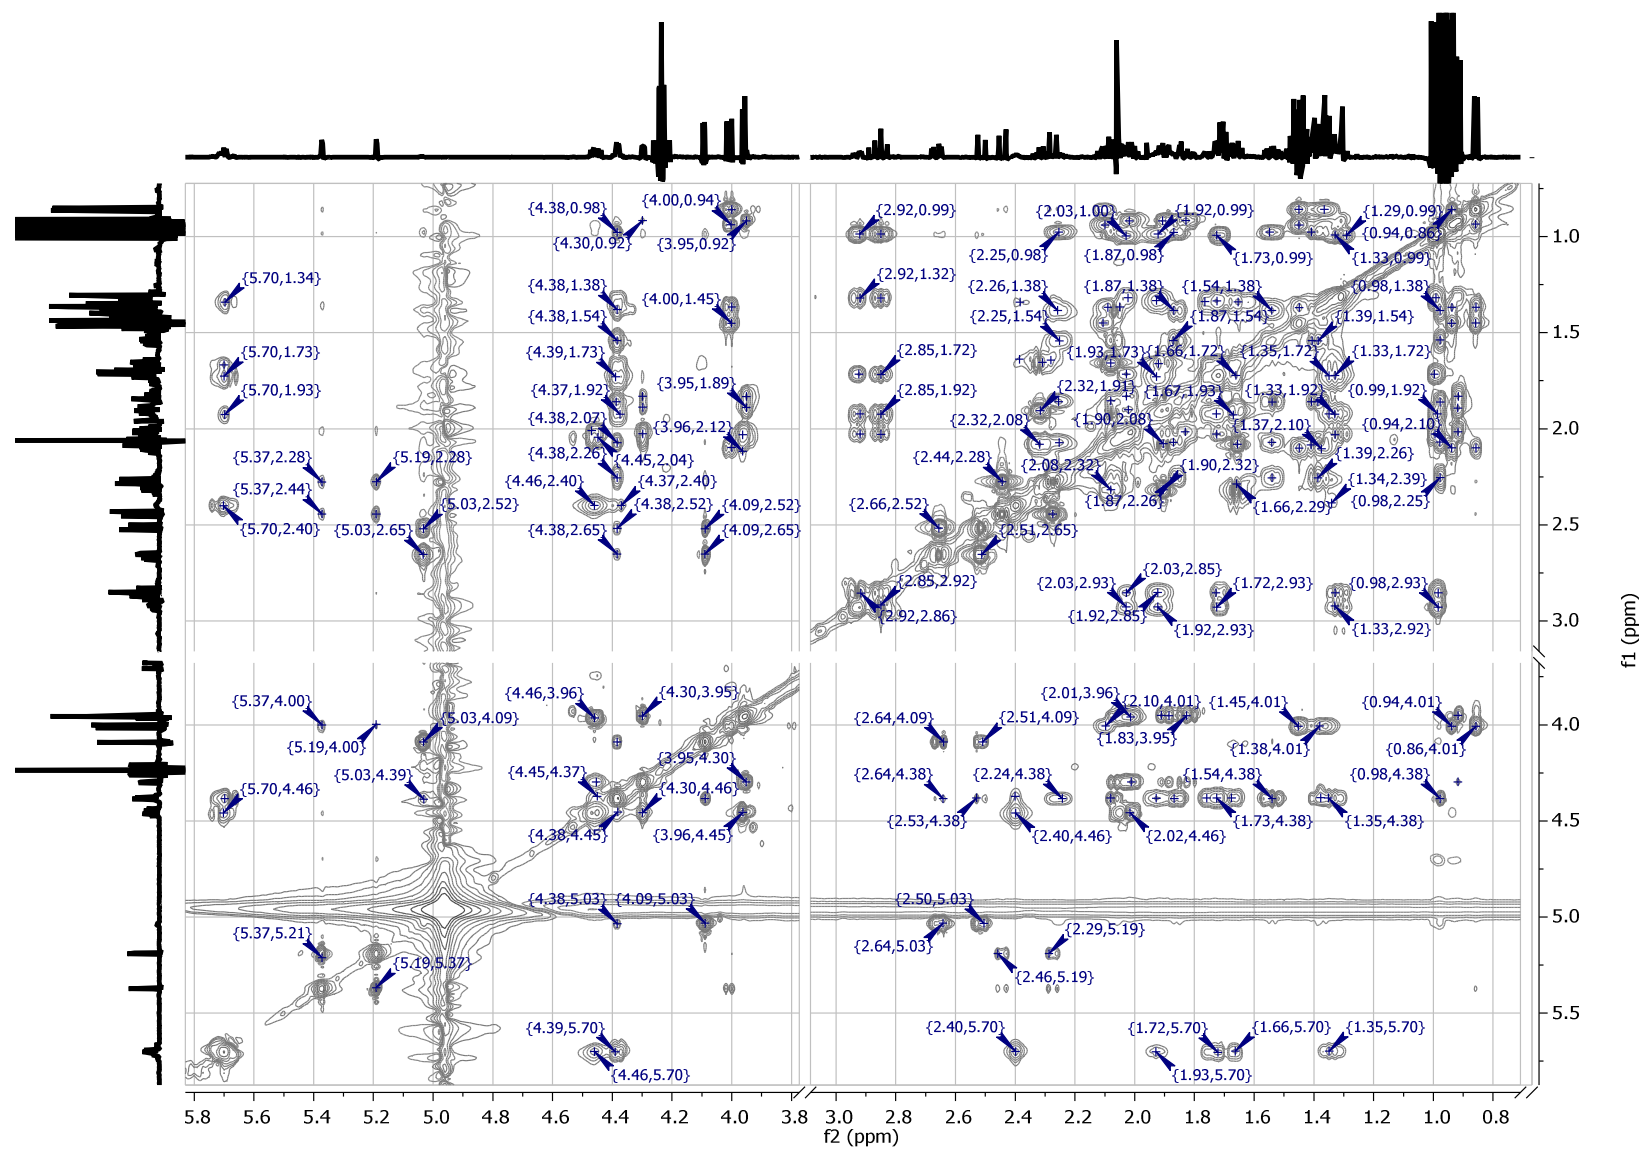 {4.38,0.98} {4.00,0.94} {2.92,0.99} {2.03,1.00} {1.92,0.99} {1.29,0.99}
{4.30,0.92} {3.95,0.92} {0.94,0.86}
{2.25,0.98} {1.87,0.98} {1.73,0.99} {1.33,0.99}
1.0
{5.70,1.34} {4.38,1.38} {4.00,1.45} {2.92,1.32} {2.26,1.38} {1.87,1.38} {1.54,1.38} {0.98,1.38}
{4.38,1.54} {2.25,1.54} {1.87,1.54} {1.39,1.54}
1.5
{5.70,1.73} {4.39,1.73} {2.85,1.72} {1.93,1.73} {1.66,1.72} {1.35,1.72} {1.33,1.72}
{5.70,1.93} {4.37,1.92} {3.95,1.89} {2.85,1.92} {2.32,1.91} {1.67,1.93} {1.33,1.92} {0.99,1.92}
{4.38,2.07} {3.96,2.12} {2.32,2.08} {1.90,2.08} {1.37,2.10} {0.94,2.10}
2.0
{5.37,2.28} {5.19,2.28} {4.38,2.26} {4.45,2.04} {2.44,2.28} {2.08,2.32} {1.90,2.32} {1.39,2.26}
{5.37,2.44} {4.46,2.40} {4.37,2.40} {1.34,2.39}
{5.70,2.40} {5.03,2.65} {5.03,2.52} {4.38,2.52} {4.09,2.52} {2.66,2.52} {1.87,2.26} {1.66,2.29} {0.98,2.25}
{4.38,2.65} {4.09,2.65} {2.51,2.65}
2.5
{2.85,2.92} {2.03,2.93} {2.03,2.85} {1.72,2.93} {0.98,2.93}
{2.92,2.86} {1.92,2.85} {1.92,2.93} {1.33,2.92}
3.0
f1 (ppm)
{5.37,4.00} {4.46,3.96} {4.30,3.95} {2.01,3.96} {2.10,4.01} {1.45,4.01} {0.94,4.01}
{5.19,4.00} {5.03,4.09} {2.64,4.09} {2.51,4.09} {1.83,3.95} {1.38,4.01} {0.86,4.01}
4.0
{5.70,4.46} {5.03,4.39} {4.45,4.37} {3.95,4.30} {4.30,4.46} {2.64,4.38} {2.24,4.38} {1.54,4.38} {0.98,4.38}
{4.38,4.45} {3.96,4.45} {2.53,4.38} {2.40,4.46} {2.02,4.46} {1.73,4.38} {1.35,4.38}
4.5
{4.38,5.03} {4.09,5.03} {2.50,5.03}
5.0
{5.37,5.21} {5.19,5.37} {2.64,5.03} {2.29,5.19}
{2.46,5.19}
5.5
{4.39,5.70} {2.40,5.70} {1.72,5.70} {1.66,5.70} {1.35,5.70}
{4.46,5.70} {1.93,5.70}
5.8 5.6 5.4 5.2 5.0 4.8 4.6 4.4 4.2 4.0 3.8 3.0 2.8 2.6 2.4 2.2 2.0 1.8 1.6 1.4 1.2 1.0 0.8
f2 (ppm)